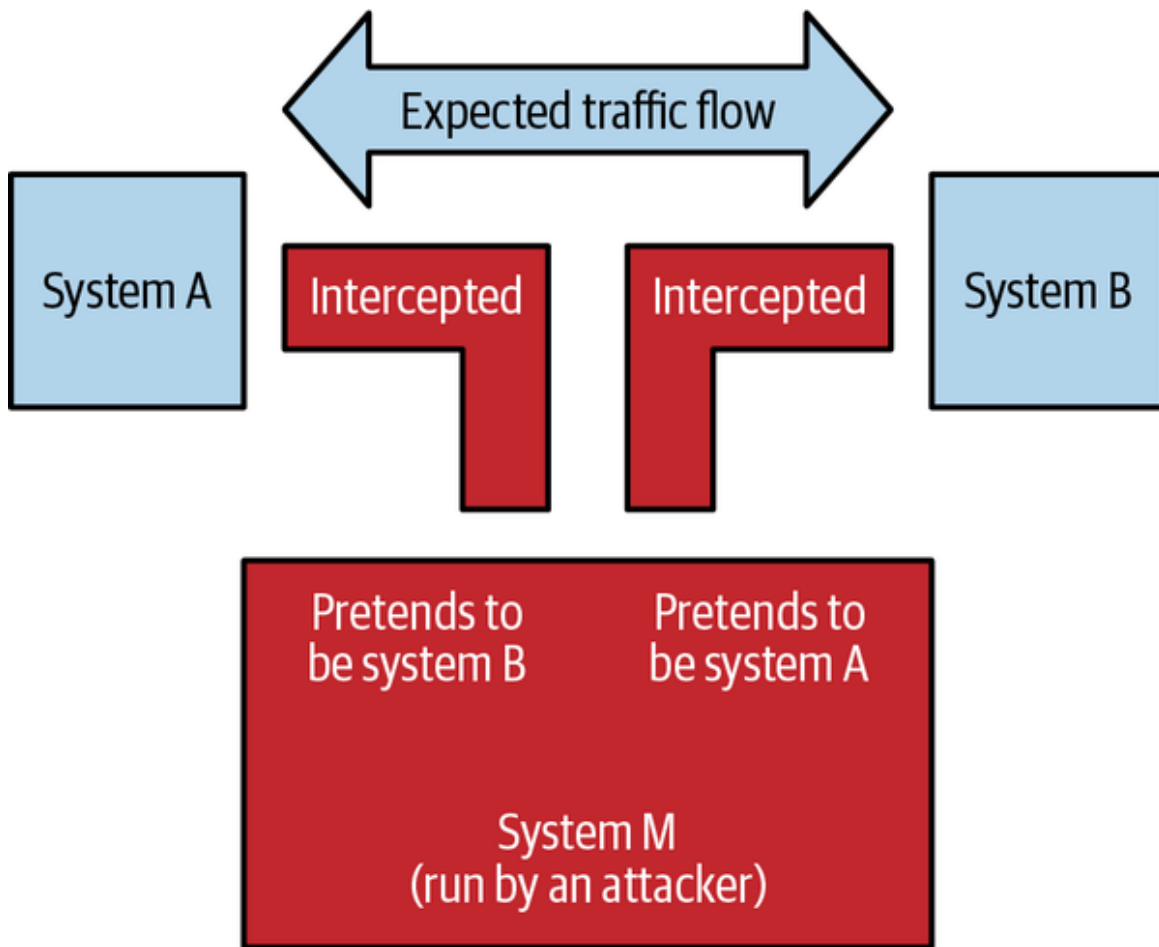 Expected traffic flow
System A
Intercepted
Intercepted
System B
Pretends to
be system B
Pretends to
be system A
System M
(run by an attacker)